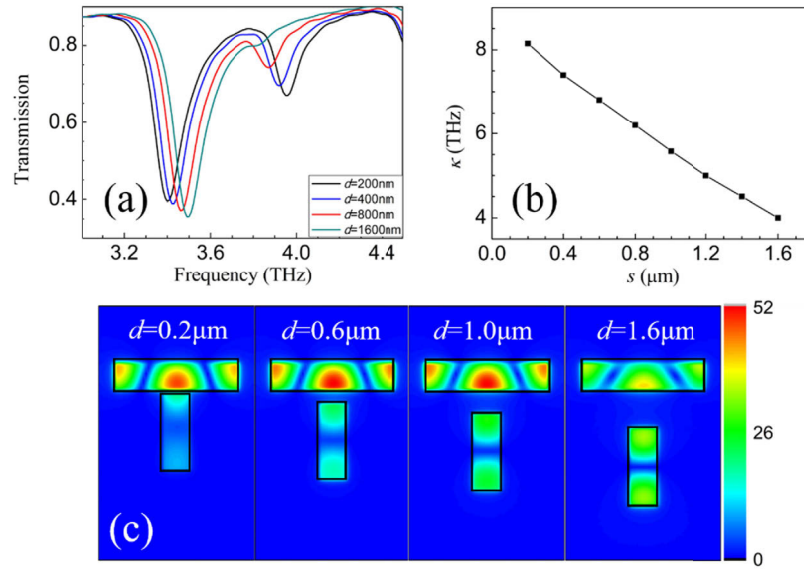 0.8
0.6
0.4
Transmission
(a)
d=200nm
d=400nm
d=800nm
d=1600nm
3.2 3.6 4.0 4.4
Frequency (THz)
8
6
4
κ (THz)
(b)
0.0 0.4 0.8 1.2 1.6
s (μm)
d=0.2μm d=0.6μm d=1.0μm d=1.6μm
(c)
52
26
0